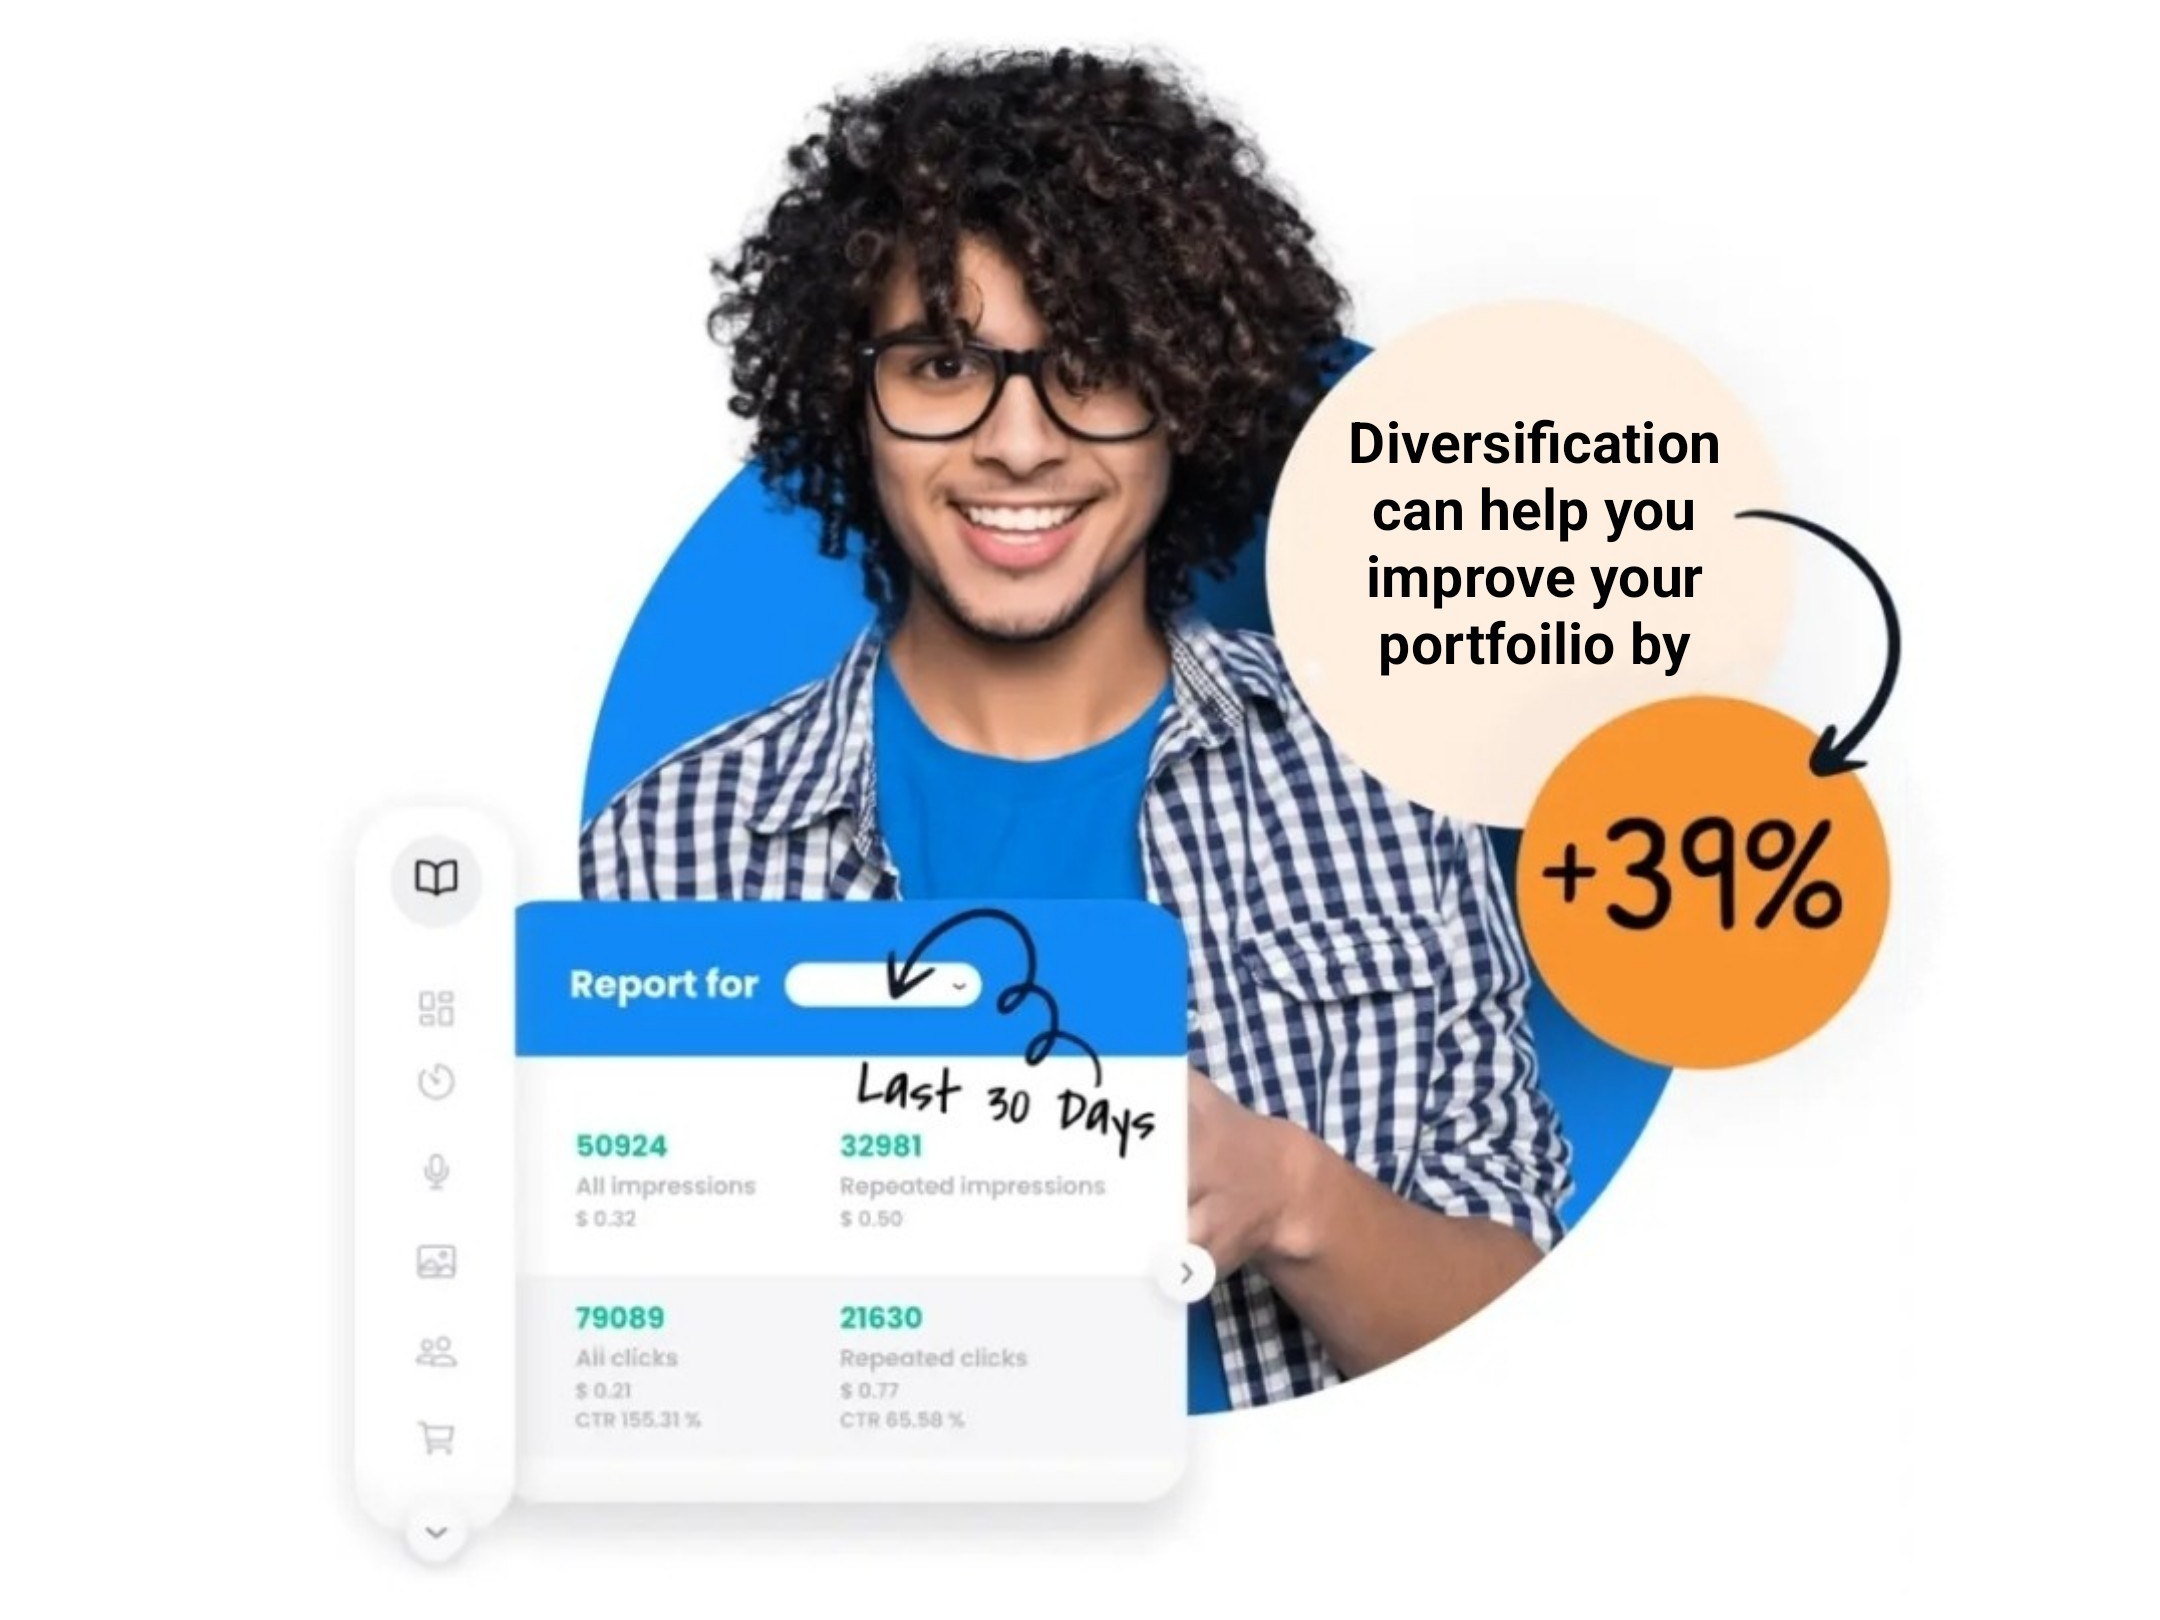 Diversification
can help you
improve your
portfoilio by
+39%
Report for
Last 30 Days
50924
All impressions
$ 0.32
32981
Repeated impressions
$ 0.50
79089
All clicks
$ 0.21
CTR 155.31 %
21630
Repeated clicks
$ 0.77
CTR 65.58 %